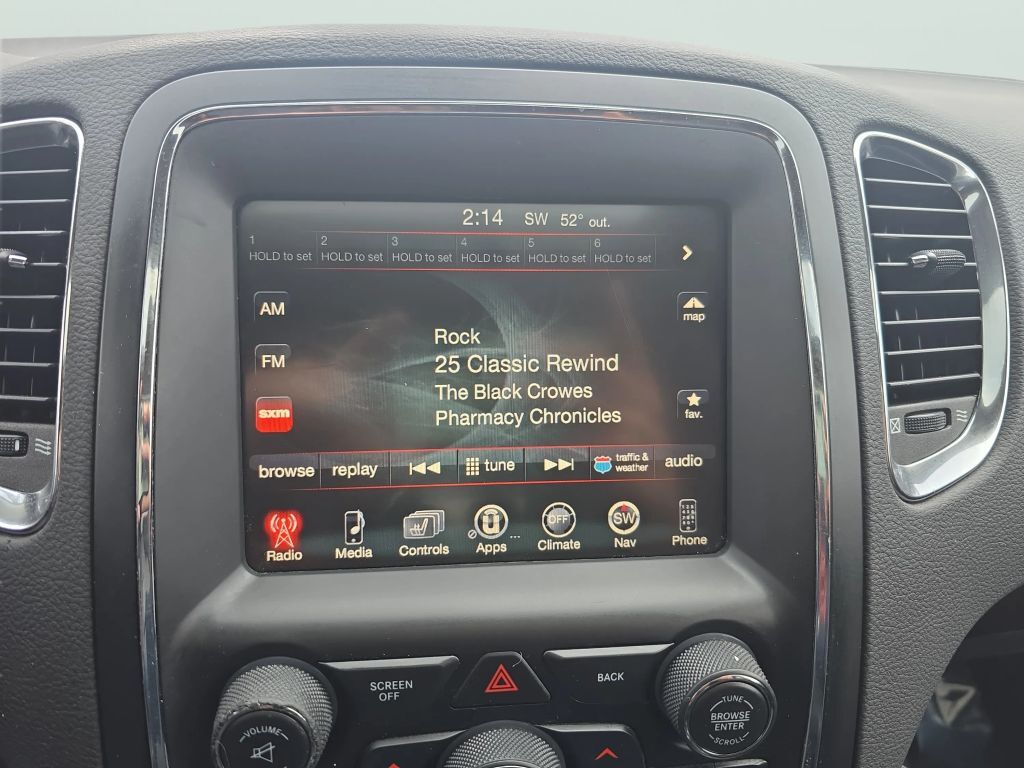 2:14 SW 52° out.
1 2 3 4 5 6
HOLD to set HOLD to set HOLD to set HOLD to set HOLD to set HOLD to set
AM
map
Rock
FM
25 Classic Rewind
The Black Crowes
sxm
fav.
Pharmacy Chronicles
browse replay tune traffic & weather audio
OFF SW
Radio Media Controls Apps ... Climate Nav Phone
SCREEN OFF
BACK
VOLUME
TUNE
BROWSE
ENTER
SCROLL